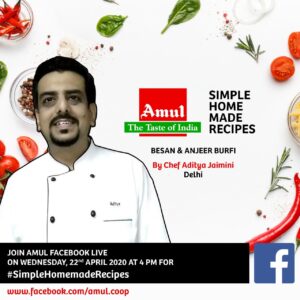 Amul
The Taste of India
SIMPLE
HOME
MADE
RECIPES
BESAN & ANJEER BURFI
By Chef Aditya Jaimini
Delhi
Aditya
JOIN AMUL FACEBOOK LIVE
ON WEDNESDAY, 22nd APRIL 2020 AT 4 PM FOR
#SimpleHomemadeRecipes
www.facebook.com/amul.coop
f